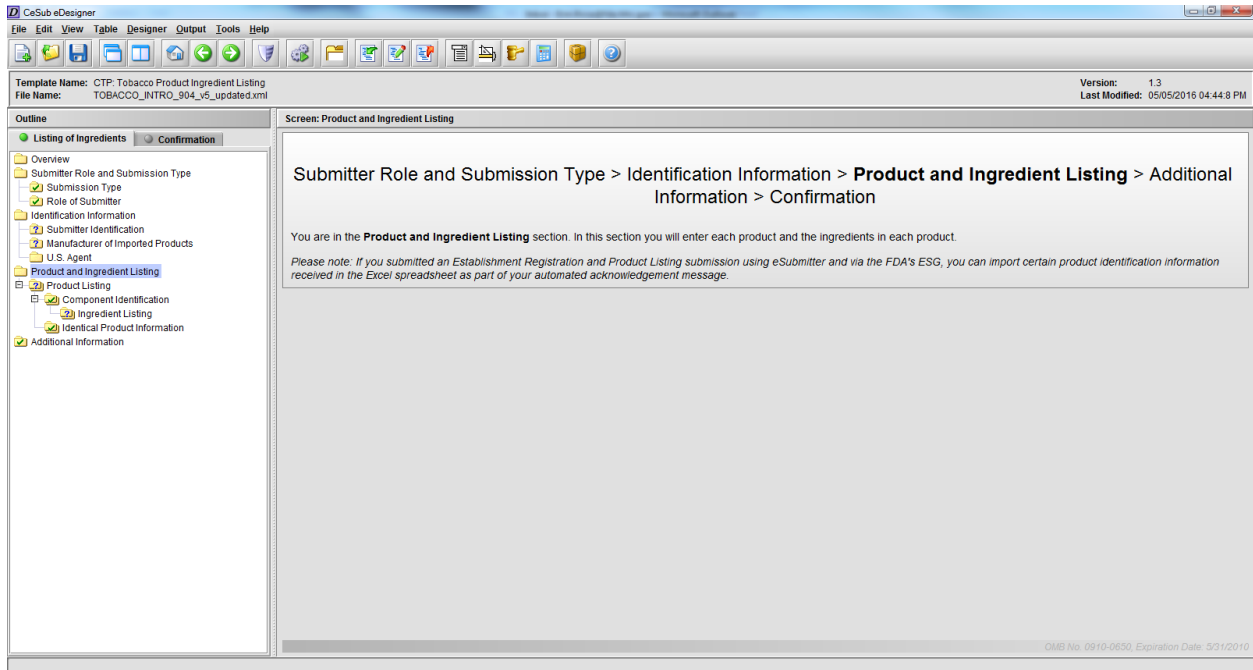 CeSub eDesigner
File Edit View Table Designer Output Tools Help
Template Name: CTP: Tobacco Product Ingredient Listing
Version: 1.3
File Name: TOBACCO_INTRO_904_v5_updated.xml
Last Modified: 05/05/2016 04:44:8 PM
Outline
Screen: Product and Ingredient Listing
Listing of Ingredients
Confirmation
Overview
Submitter Role and Submission Type
Submission Type
Role of Submitter
Identification Information
Submitter Identification
Manufacturer of Imported Products
U.S. Agent
Product and Ingredient Listing
Product Listing
Component Identification
Ingredient Listing
Identical Product Information
Additional Information
Submitter Role and Submission Type > Identification Information > Product and Ingredient Listing > Additional
Information > Confirmation
You are in the Product and Ingredient Listing section. In this section you will enter each product and the ingredients in each product.
Please note: If you submitted an Establishment Registration and Product Listing submission using eSubmitter and via the FDA's ESG, you can import certain product identification information
received in the Excel spreadsheet as part of your automated acknowledgement message.
OMB No. 0910-0650, Expiration Date: 5/31/2010